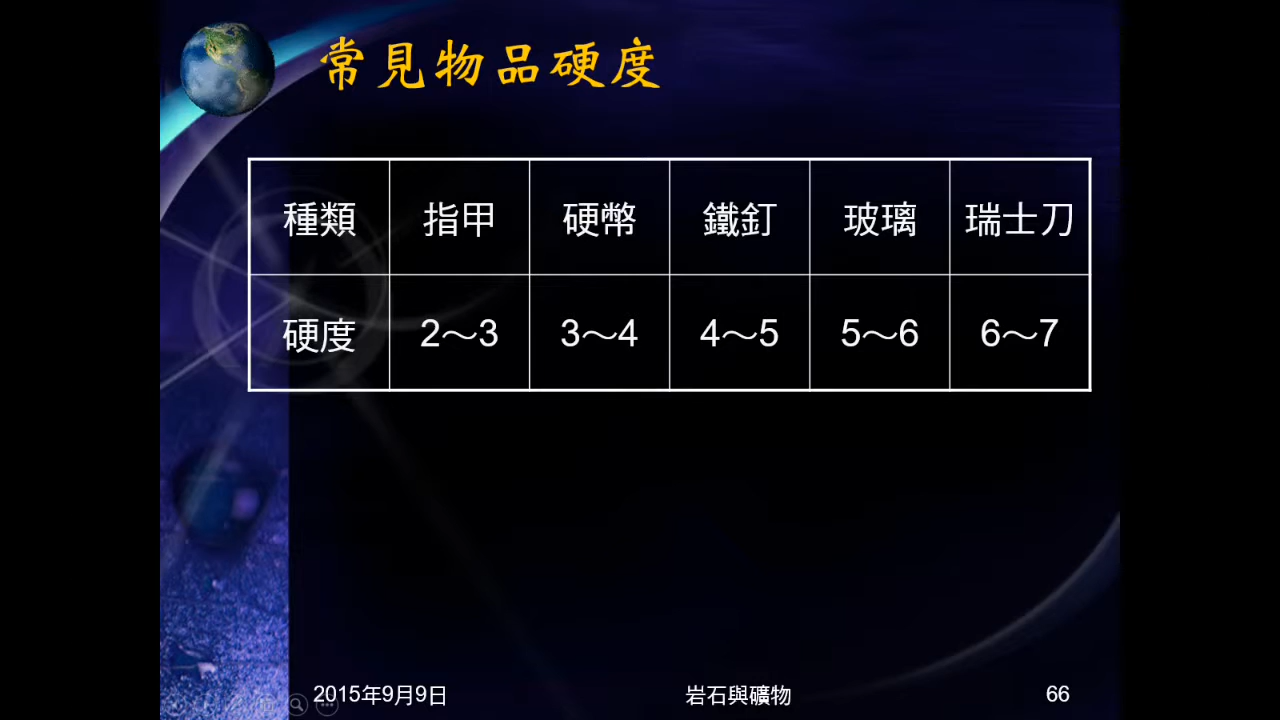 常見物品硬度
種類 指甲 硬幣 鐵釘 玻璃 瑞士刀
硬度 2～3 3～4 4～5 5～6 6～7
2015年9月9日 岩石與礦物 66